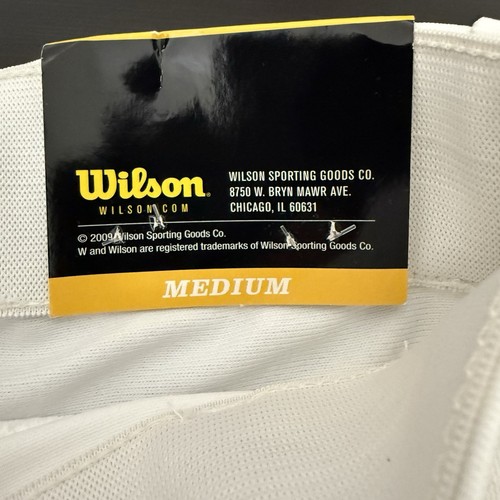 Wilson.
WILSON.COM
WILSON SPORTING GOODS CO.
8750 W. BRYN MAWR AVE.
CHICAGO, IL 60631
© 2009 Wilson Sporting Goods Co.
W and Wilson are registered trademarks of Wilson Sporting Goods Co.
MEDIUM